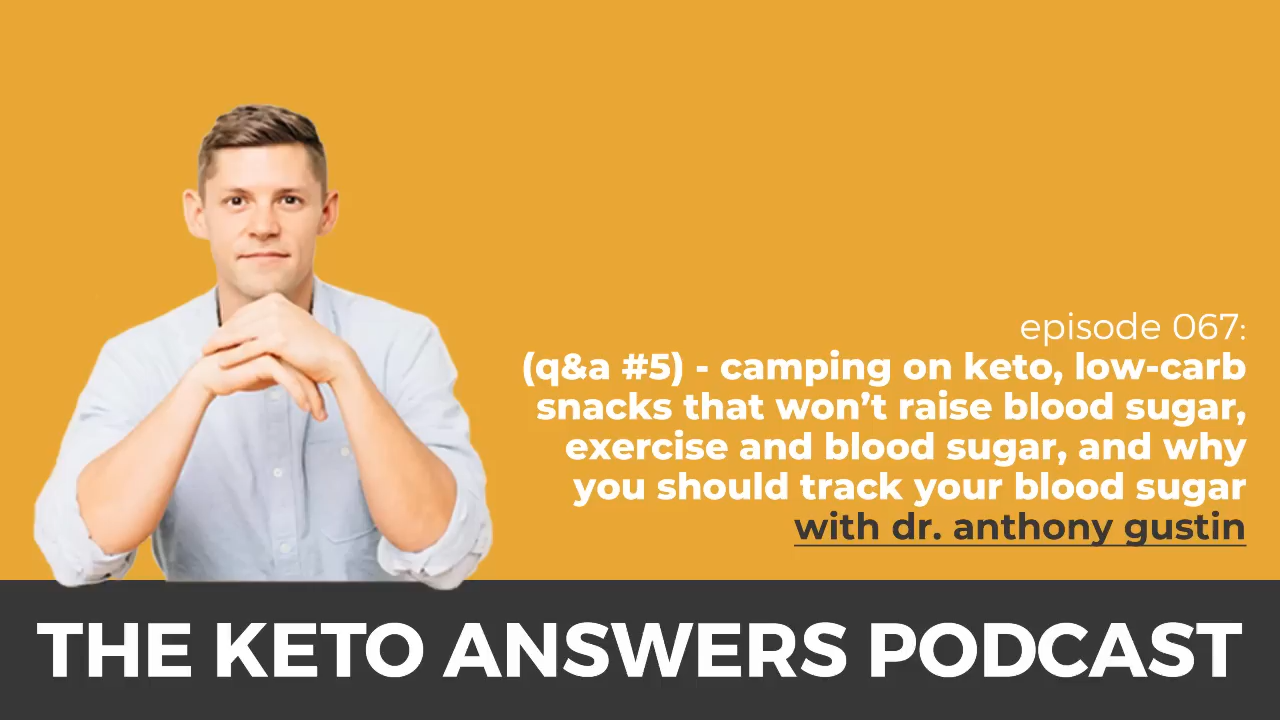 episode 067:
(q&a #5) - camping on keto, low-carb
snacks that won’t raise blood sugar,
exercise and blood sugar, and why
you should track your blood sugar
with dr. anthony gustin
THE KETO ANSWERS PODCAST